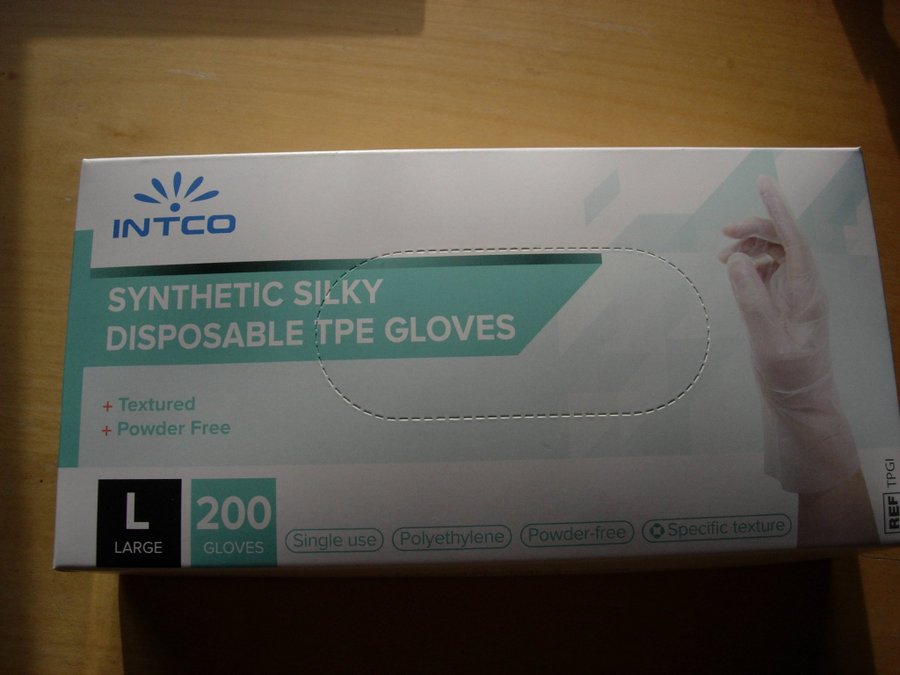 INTCO
SYNTHETIC SILKY
DISPOSABLE TPE GLOVES
+ Textured
+ Powder Free
L
LARGE
200
GLOVES
Single use
Polyethylene
Powder-free
Specific texture
REF TPGI